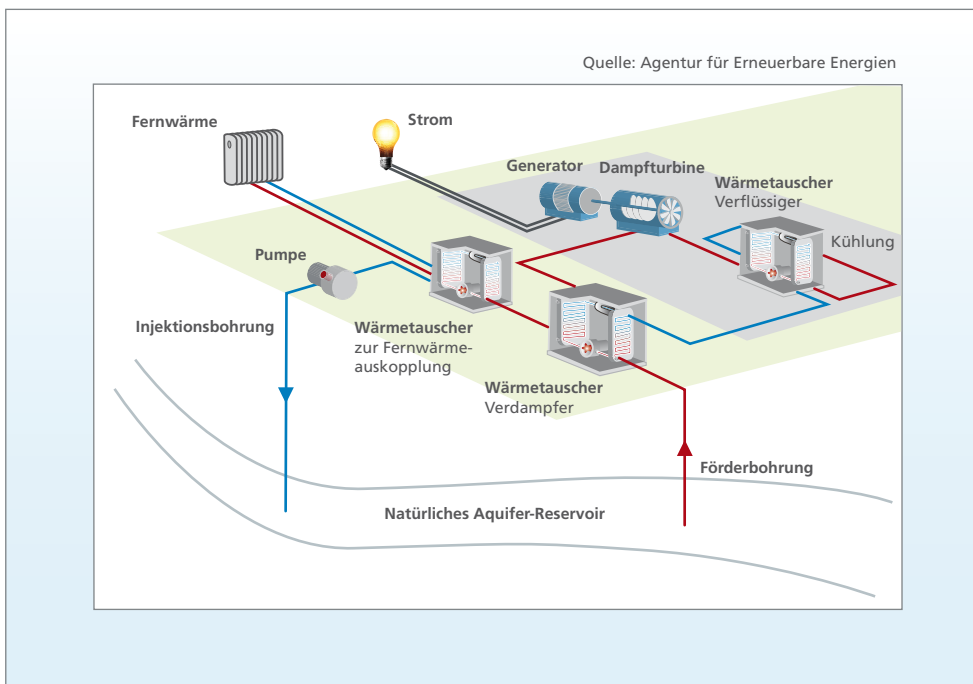 Quelle: Agentur für Erneuerbare Energien
Fernwärme
Strom
Generator
Dampfturbine
Wärmetauscher
Verflüssiger
Kühlung
Pumpe
Injektionsbohrung
Wärmetauscher
zur Fernwärme-
auskopplung
Wärmetauscher
Verdampfer
Förderbohrung
Natürliches Aquifer-Reservoir